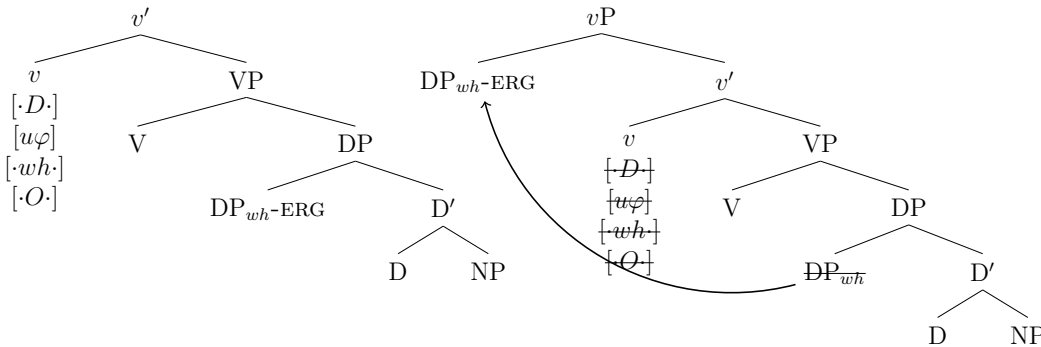 v′
v VP
[·D·]
[uφ]
[·wh·]
[·O·]
V DP
DP_wh-ERG D′
D NP
vP
DP_wh-ERG v′
v VP
[·D·]
[uφ]
[·wh·]
[·O·]
V DP
DP_wh D′
D NP